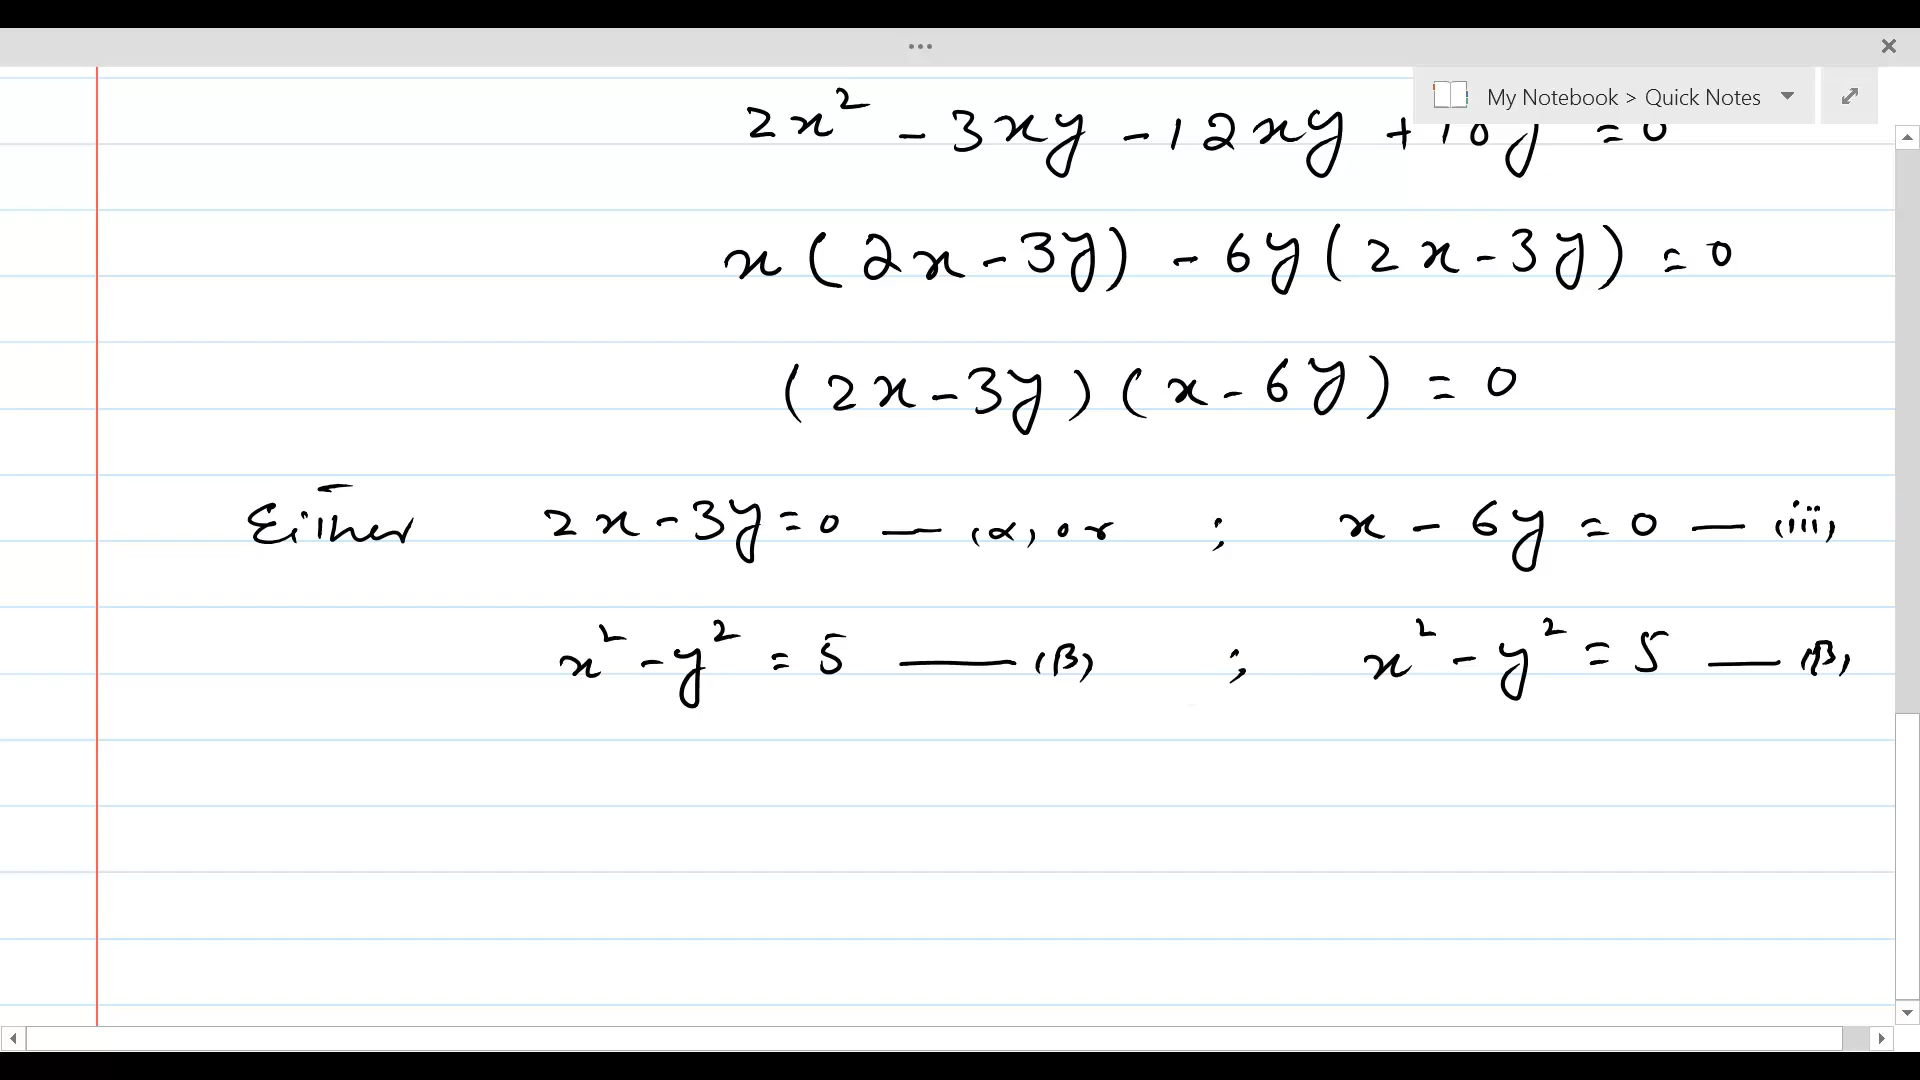 ...
My Notebook > Quick Notes
2x² - 3xy - 12xy + 18y = 0
x(2x-3y) - 6y(2x-3y) = 0
(2x-3y)(x-6y) = 0
Either 2x-3y=0 — (α) or ; x-6y=0 — (iii)
x²-y²=5 — (β) ; x²-y²=5 — (β)